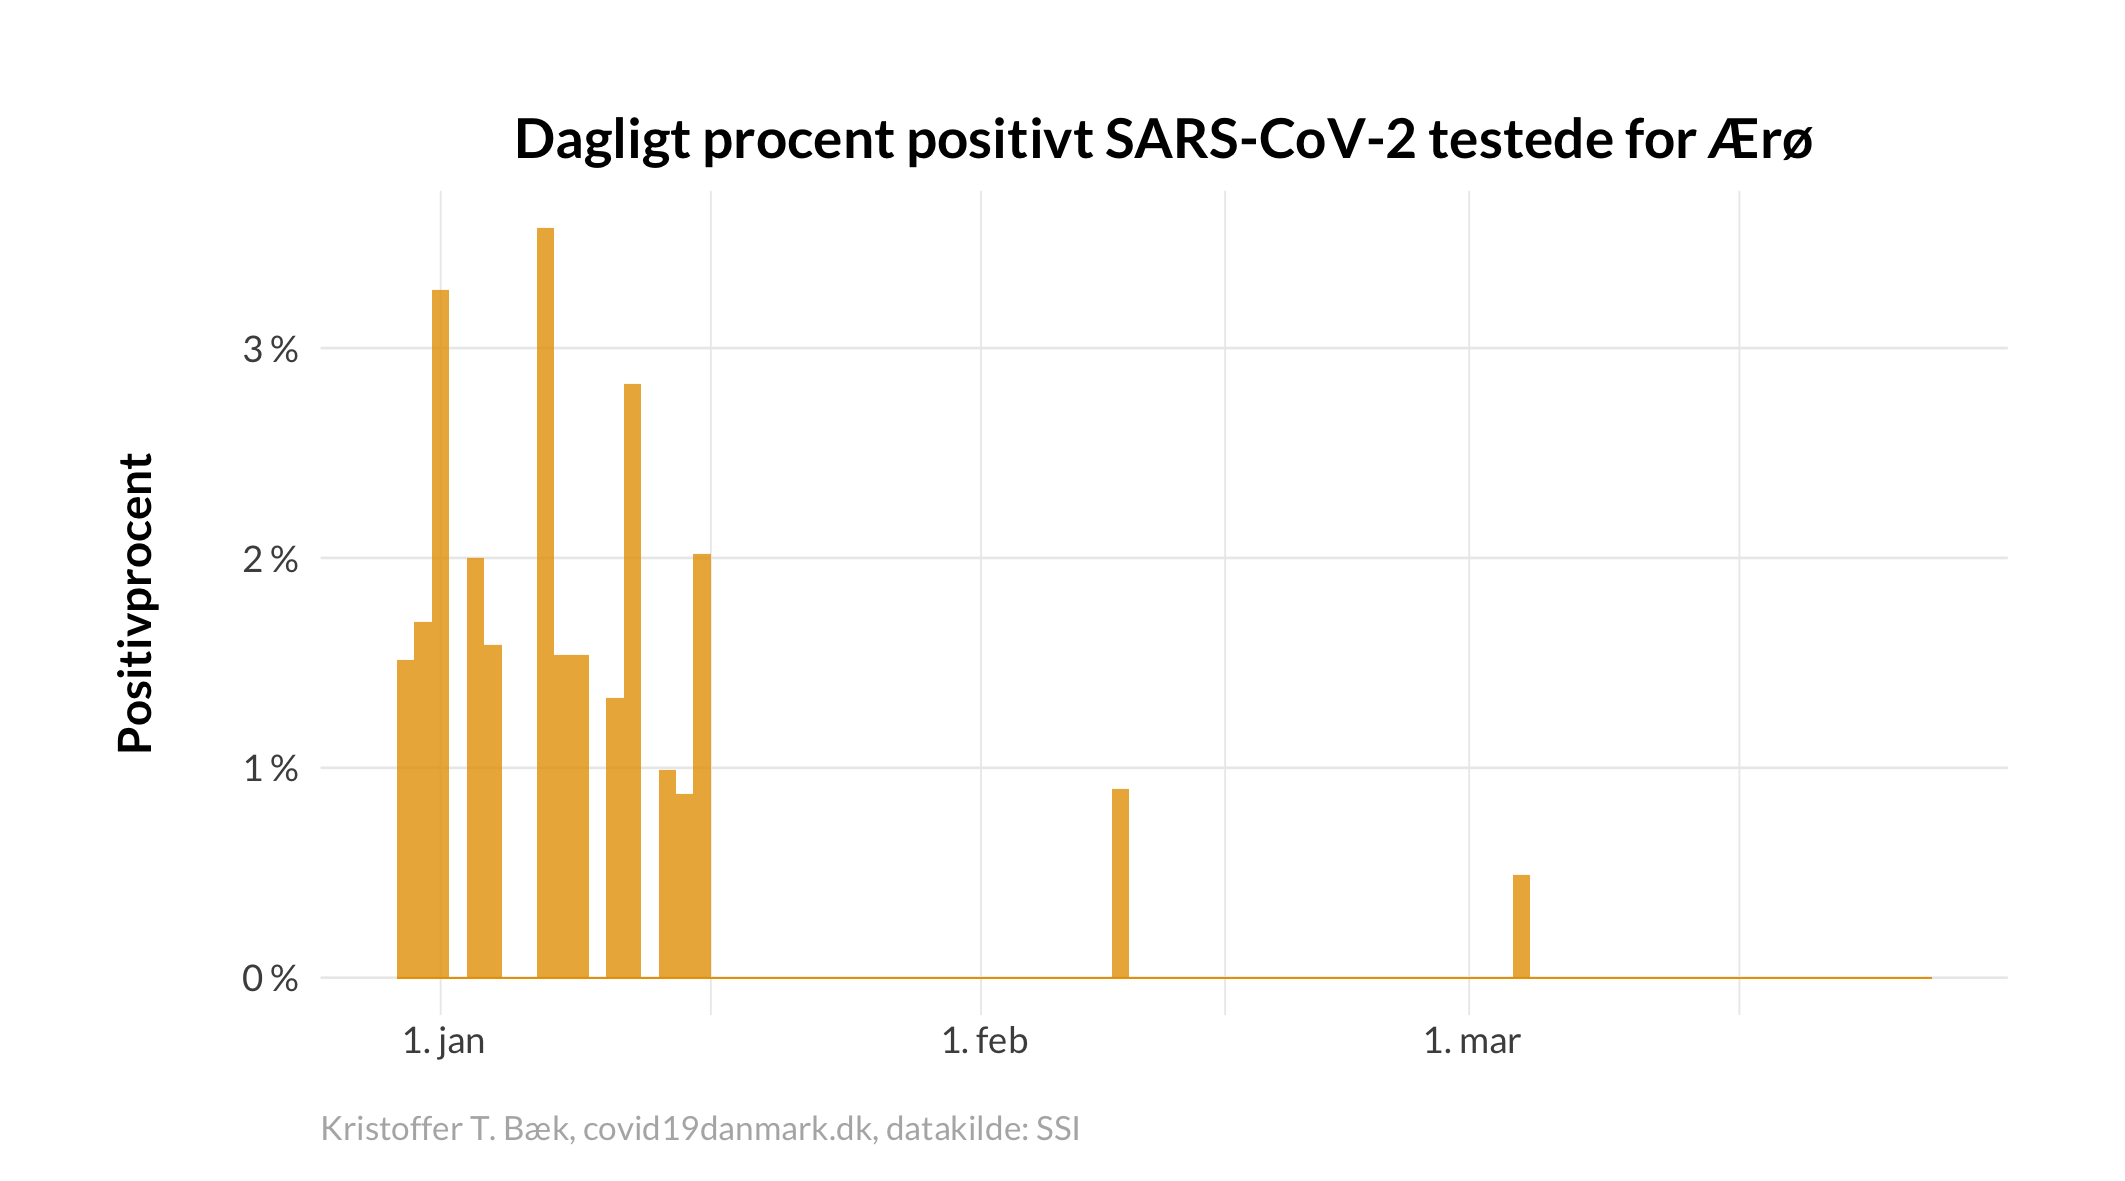 Dagligt procent positivt SARS-CoV-2 testede for Ærø
Positivprocent
3 %
2 %
1 %
0 %
1. jan
1. feb
1. mar
Kristoffer T. Bæk, covid19danmark.dk, datakilde: SSI